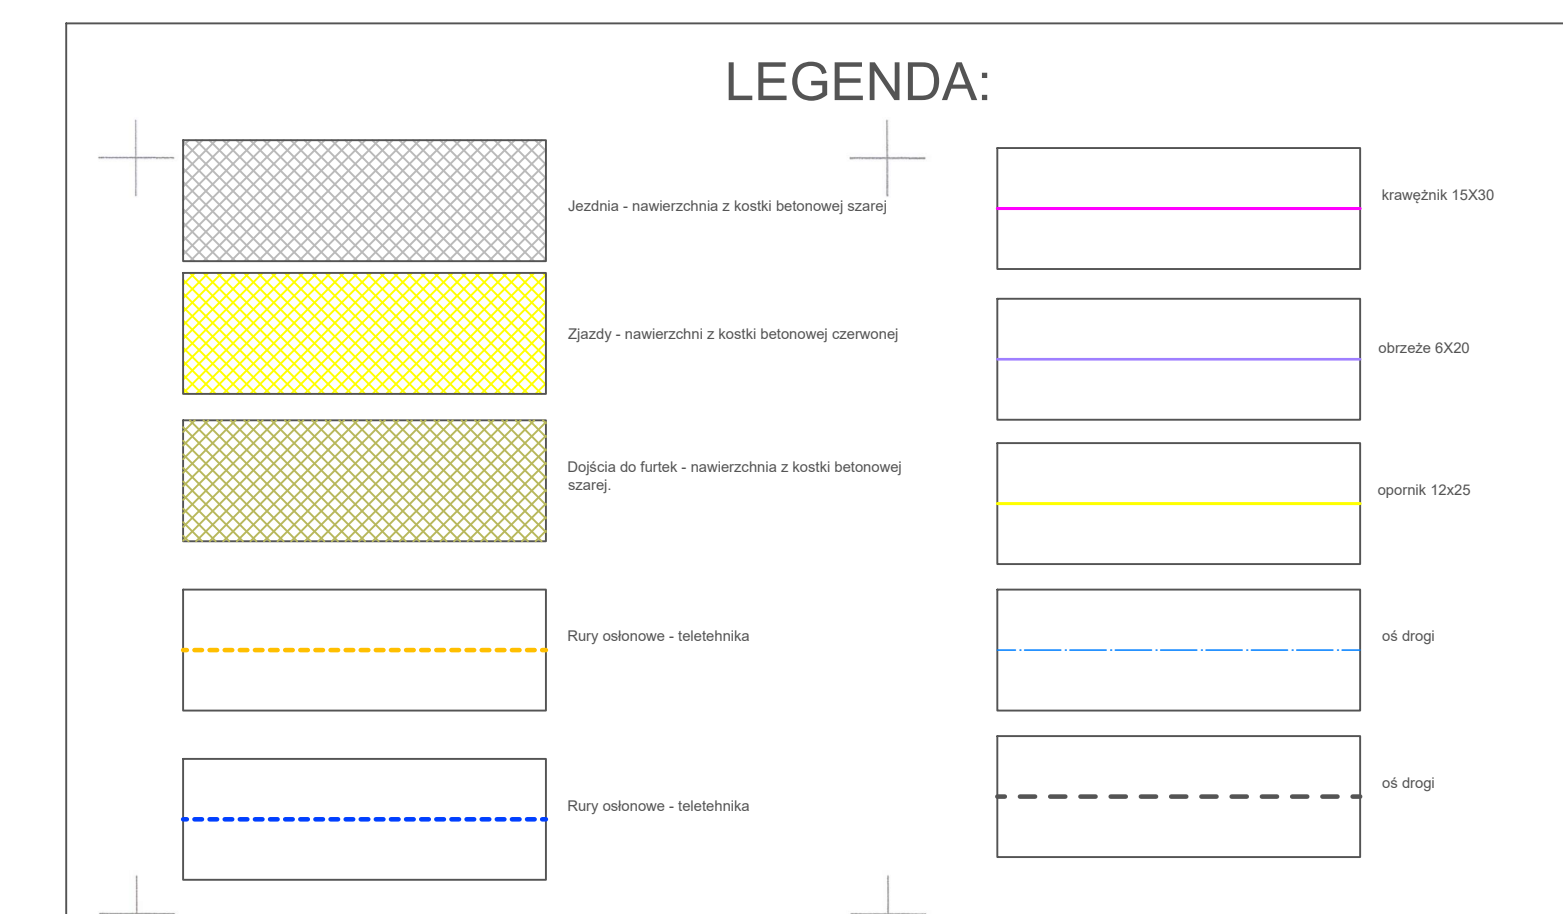 LEGENDA:
Jezdnia - nawierzchnia z kostki betonowej szarej
Zjazdy - nawierzchni z kostki betonowej czerwonej
Dojścia do furtek - nawierzchnia z kostki betonowej
szarej.
Rury osłonowe - teletehnika
Rury osłonowe - teletehnika
krawężnik 15X30
obrzeże 6X20
opornik 12x25
oś drogi
oś drogi